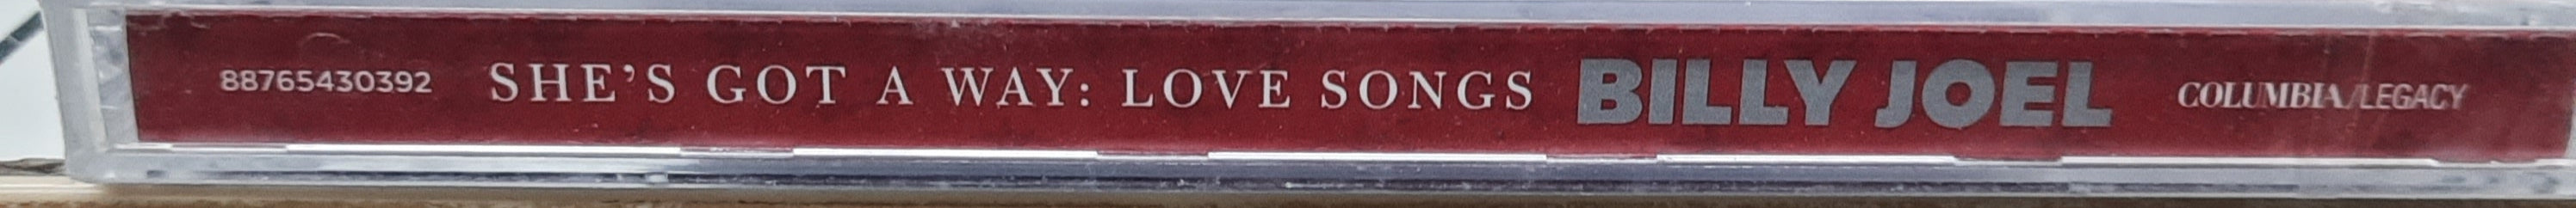 88765430392 SHE'S GOT A WAY: LOVE SONGS BILLY JOEL COLUMBIA/LEGACY